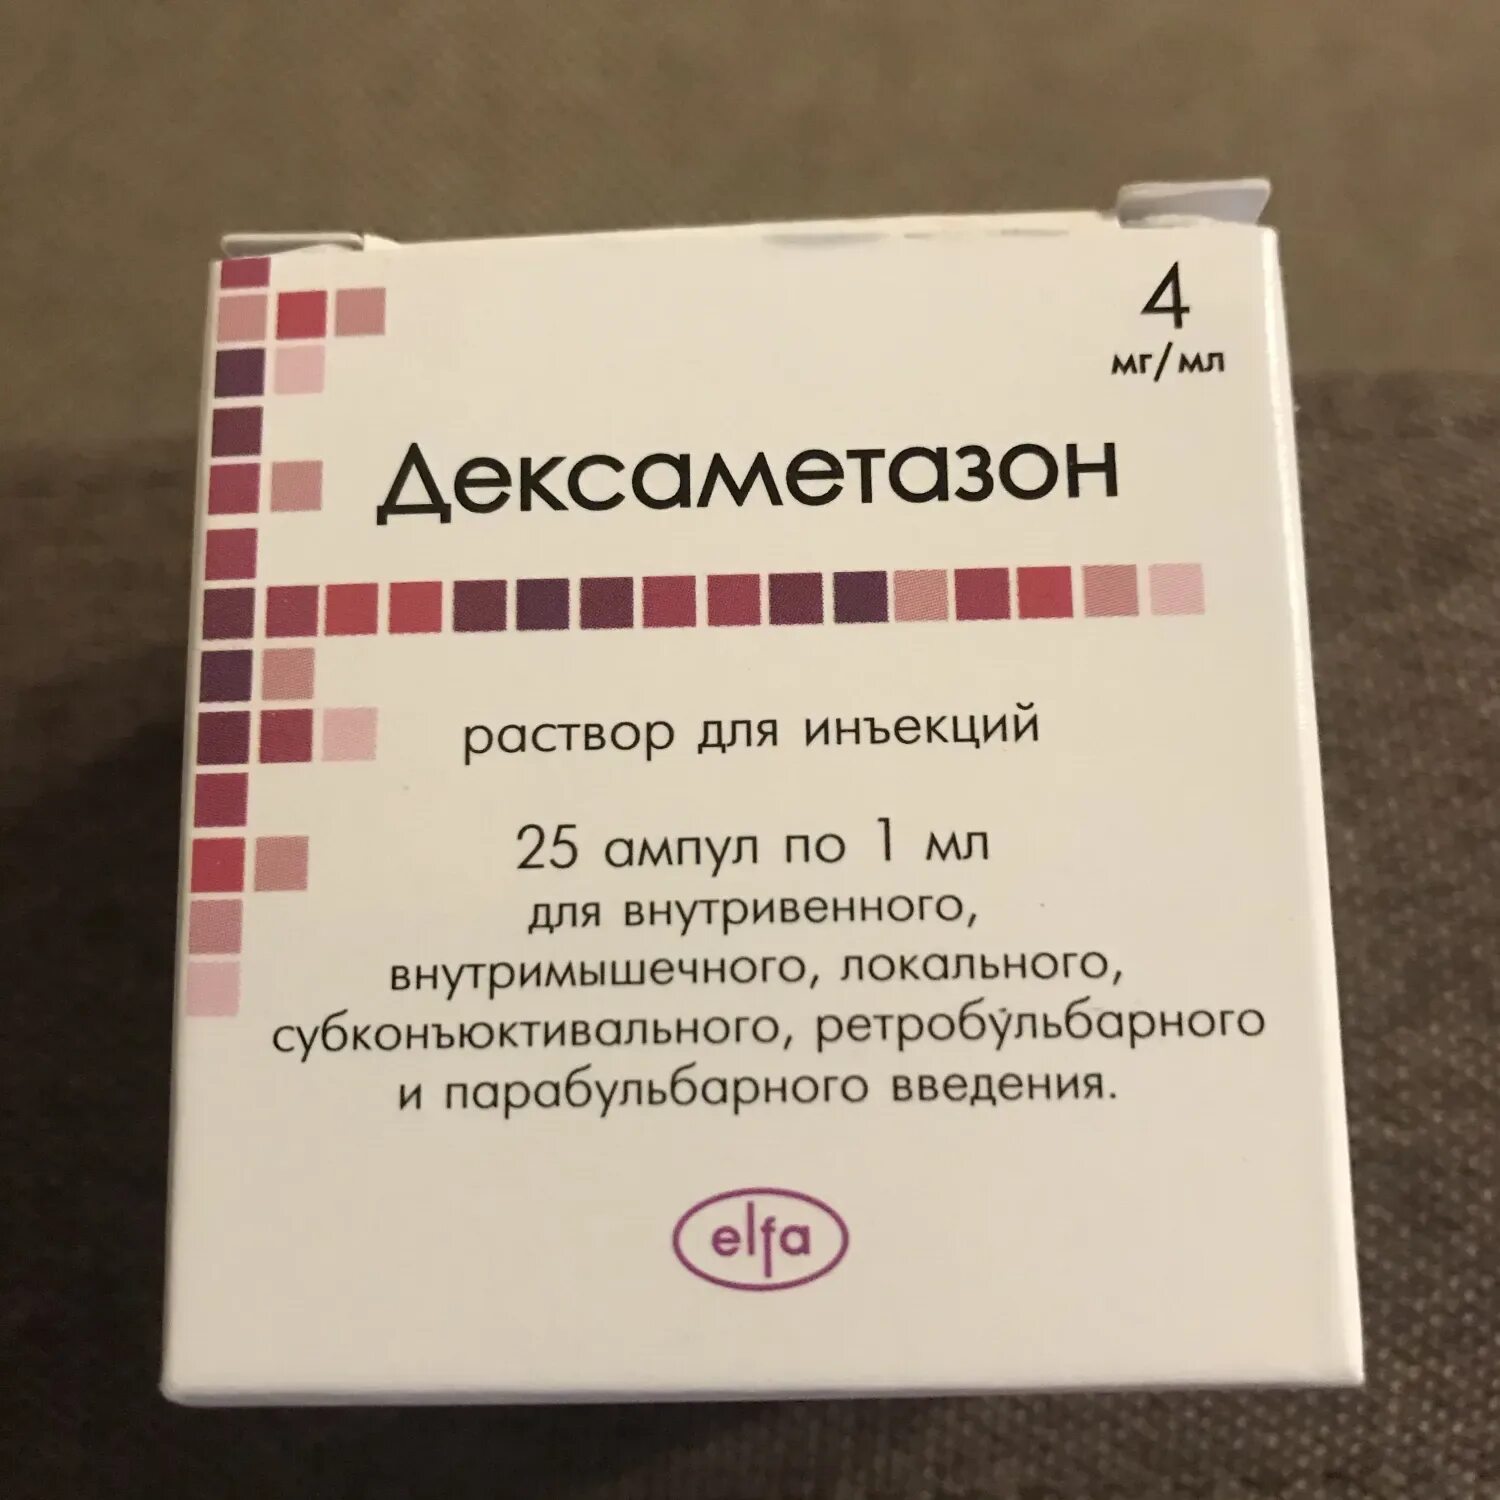 4
мг/мл
Дексаметазон
раствор для инъекций
25 ампул по 1 мл
для внутривенного,
внутримышечного, локального,
субконъюктивального, ретробульбарного
и парабульбарного введения.
elfa